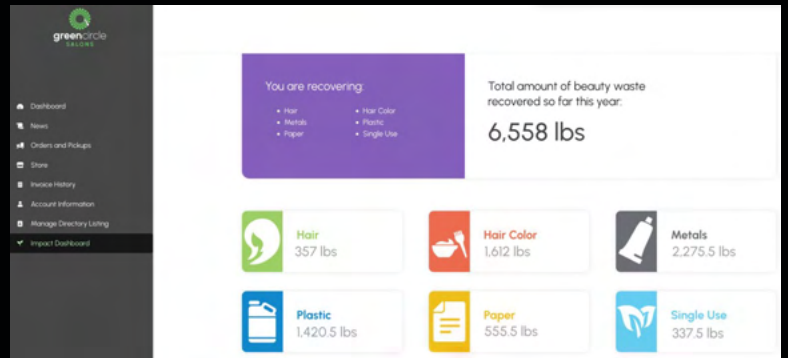 greencircle
SALONS
Dashboard
News
Orders and Pickups
Store
Invoice History
Account Information
Manage Directory Listing
Impact Dashboard
You are recovering:
• Hair
• Metals
• Paper
• Hair Color
• Plastic
• Single Use
Total amount of beauty waste
recovered so far this year:
6,558 lbs
Hair
357 lbs
Hair Color
1,612 lbs
Metals
2,275.5 lbs
Plastic
1,420.5 lbs
Paper
555.5 lbs
Single Use
337.5 lbs